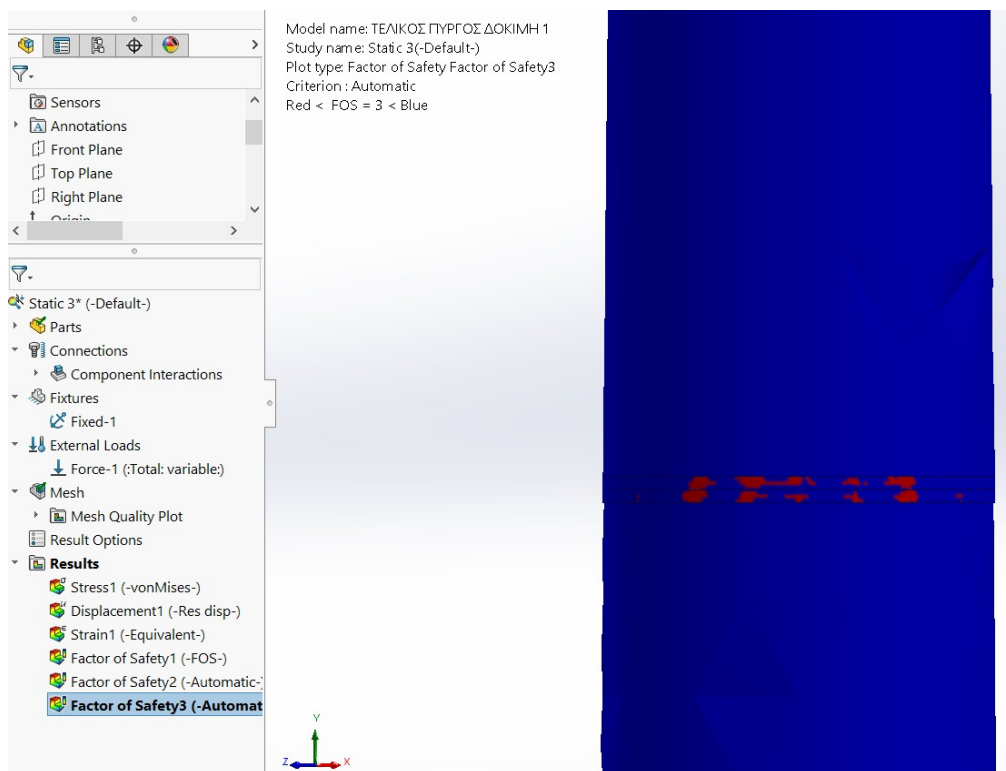 Model name: ΤΕΛΙΚΟΣ ΠΥΡΓΟΣ ΔΟΚΙΜΗ 1
Study name: Static 3(-Default-)
Plot type: Factor of Safety Factor of Safety3
Criterion : Automatic
Red < FOS = 3 < Blue
Sensors
Annotations
Front Plane
Top Plane
Right Plane
Origin
Static 3* (-Default-)
Parts
Connections
Component Interactions
Fixtures
Fixed-1
External Loads
Force-1 (:Total: variable:)
Mesh
Mesh Quality Plot
Result Options
Results
Stress1 (-vonMises-)
Displacement1 (-Res disp-)
Strain1 (-Equivalent-)
Factor of Safety1 (-FOS-)
Factor of Safety2 (-Automatic-)
Factor of Safety3 (-Automat
Y
Z
X